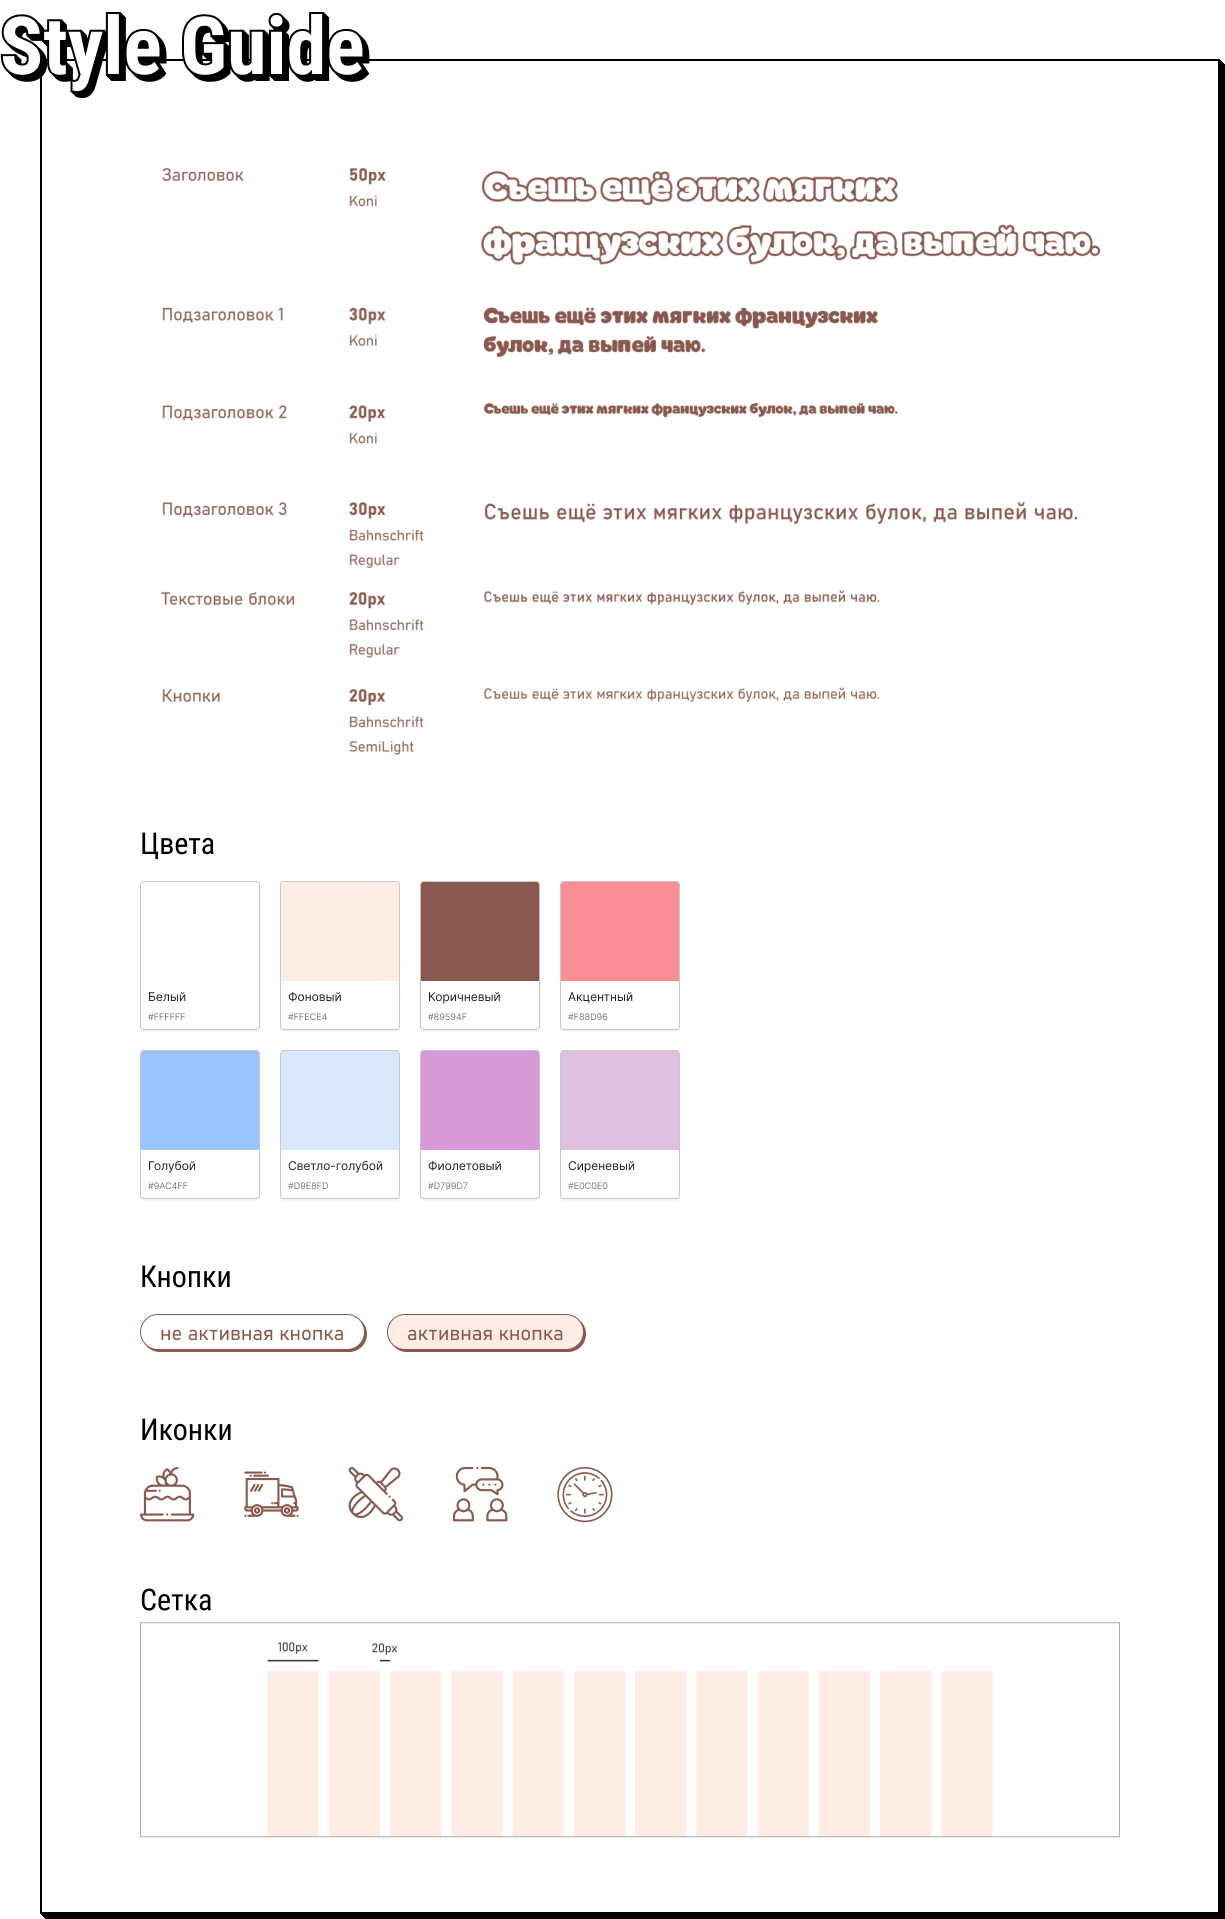 Style Guide
Заголовок
50px
Koni
Съешь ещё этих мягких
французских булок, да выпей чаю.
Подзаголовок 1
30px
Koni
Съешь ещё этих мягких французских
булок, да выпей чаю.
Подзаголовок 2
20px
Koni
Съешь ещё этих мягких французских булок, да выпей чаю.
Подзаголовок 3
30px
Bahnschrift
Regular
Съешь ещё этих мягких французских булок, да выпей чаю.
Текстовые блоки
20px
Bahnschrift
Regular
Съешь ещё этих мягких французских булок, да выпей чаю.
Кнопки
20px
Bahnschrift
SemiLight
Съешь ещё этих мягких французских булок, да выпей чаю.
Цвета
Белый
#FFFFFF
Фоновый
#FFECE4
Коричневый
#89594F
Акцентный
#F88D96
Голубой
#9AC4FF
Светло-голубой
#D9E8FD
Фиолетовый
#D799D7
Сиреневый
#E0C0E0
Кнопки
не активная кнопка
активная кнопка
Иконки
Сетка
100px
20px